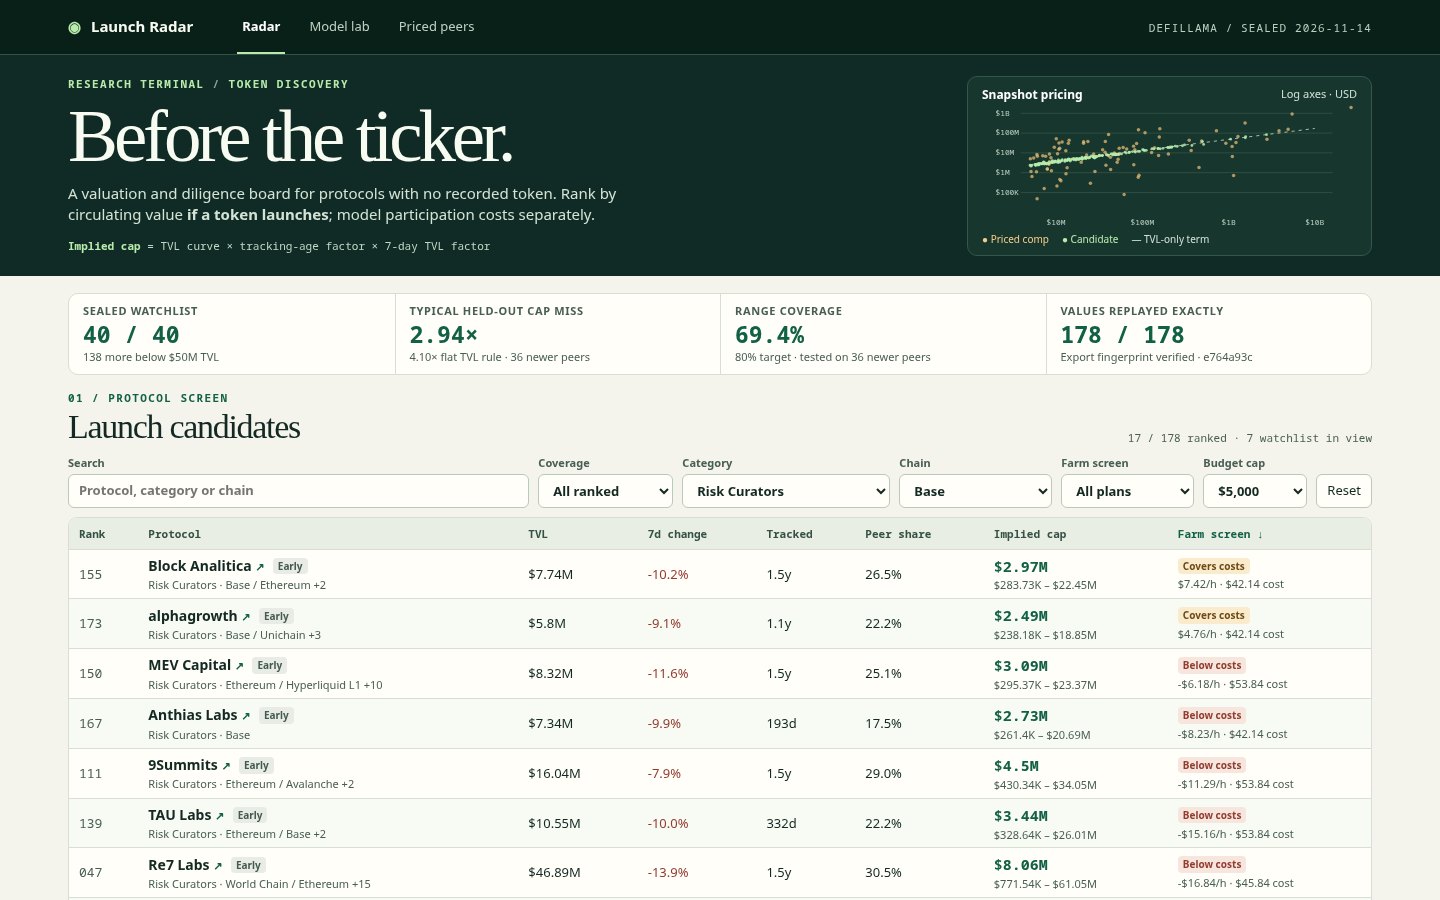 ◉ Launch Radar Radar Model lab Priced peers DEFILLAMA / SEALED 2026-11-14
RESEARCH TERMINAL / TOKEN DISCOVERY
Before the ticker.
A valuation and diligence board for protocols with no recorded token. Rank by
circulating value if a token launches; model participation costs separately.
Implied cap = TVL curve × tracking-age factor × 7-day TVL factor
Snapshot pricing Log axes · USD
$1B
$100M
$10M
$1M
$100K
$10M $100M $1B $10B
● Priced comp ● Candidate — TVL-only term
SEALED WATCHLIST
40 / 40
138 more below $50M TVL
TYPICAL HELD-OUT CAP MISS
2.94×
4.10× flat TVL rule · 36 newer peers
RANGE COVERAGE
69.4%
80% target · tested on 36 newer peers
VALUES REPLAYED EXACTLY
178 / 178
Export fingerprint verified · e764a93c
01 / PROTOCOL SCREEN
Launch candidates
17 / 178 ranked · 7 watchlist in view
Search Coverage Category Chain Farm screen Budget cap
Protocol, category or chain All ranked Risk Curators Base All plans $5,000 Reset
Rank Protocol TVL 7d change Tracked Peer share Implied cap Farm screen ↓
155 Block Analitica ↗ Early $7.74M -10.2% 1.5y 26.5% $2.97M Covers costs
Risk Curators · Base / Ethereum +2 $283.73K – $22.45M $7.42/h · $42.14 cost
173 alphagrowth ↗ Early $5.8M -9.1% 1.1y 22.2% $2.49M Covers costs
Risk Curators · Base / Unichain +3 $238.18K – $18.85M $4.76/h · $42.14 cost
150 MEV Capital ↗ Early $8.32M -11.6% 1.5y 25.1% $3.09M Below costs
Risk Curators · Ethereum / Hyperliquid L1 +10 $295.37K – $23.37M -$6.18/h · $53.84 cost
167 Anthias Labs ↗ Early $7.34M -9.9% 193d 17.5% $2.73M Below costs
Risk Curators · Base $261.4K – $20.69M -$8.23/h · $42.14 cost
111 9Summits ↗ Early $16.04M -7.9% 1.5y 29.0% $4.5M Below costs
Risk Curators · Ethereum / Avalanche +2 $430.34K – $34.05M -$11.29/h · $53.84 cost
139 TAU Labs ↗ Early $10.55M -10.0% 332d 22.2% $3.44M Below costs
Risk Curators · Ethereum / Base +2 $328.64K – $26.01M -$15.16/h · $53.84 cost
047 Re7 Labs ↗ Early $46.89M -13.9% 1.5y 30.5% $8.06M Below costs
Risk Curators · World Chain / Ethereum +15 $771.54K – $61.05M -$16.84/h · $45.84 cost